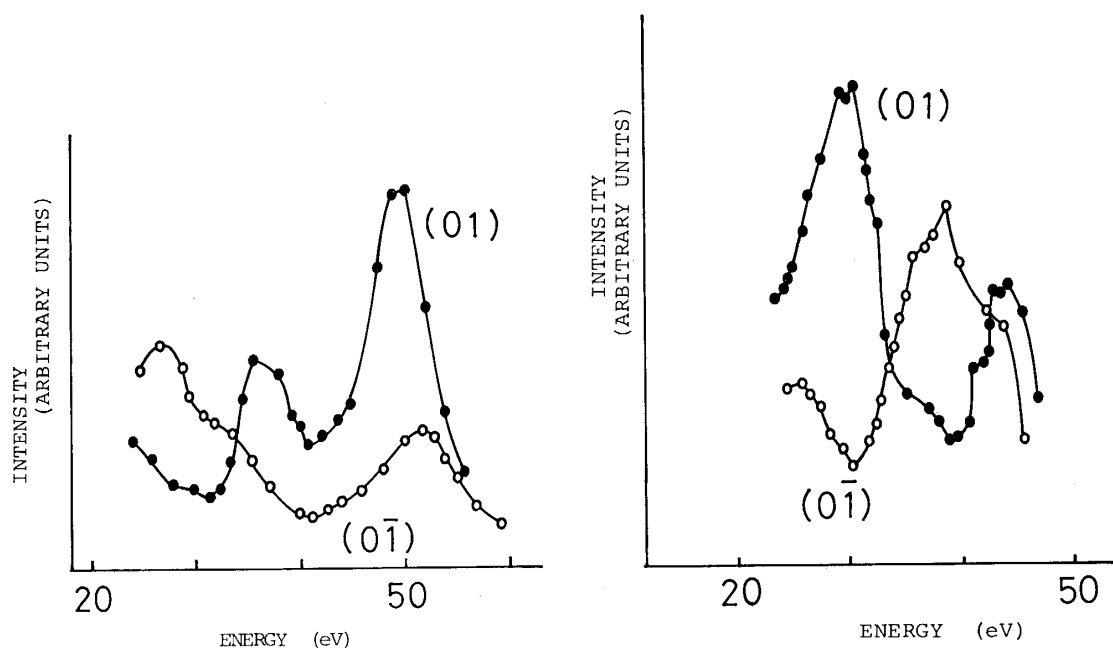 INTENSITY
(ARBITRARY UNITS)
(01)
(01̅)
20
50
ENERGY (eV)
INTENSITY
(ARBITRARY UNITS)
(01)
(01̅)
20
50
ENERGY (eV)